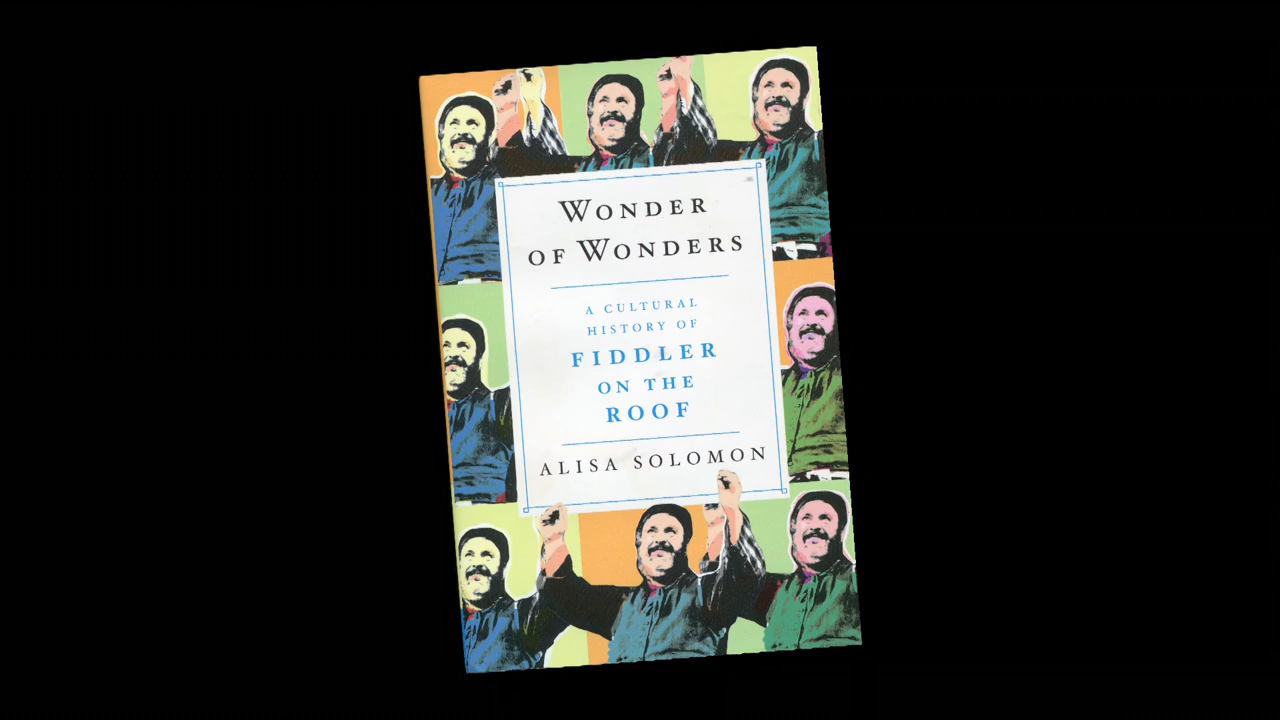 WONDER
OF WONDERS
A CULTURAL
HISTORY OF
FIDDLER
ON THE
ROOF
ALISA SOLOMON